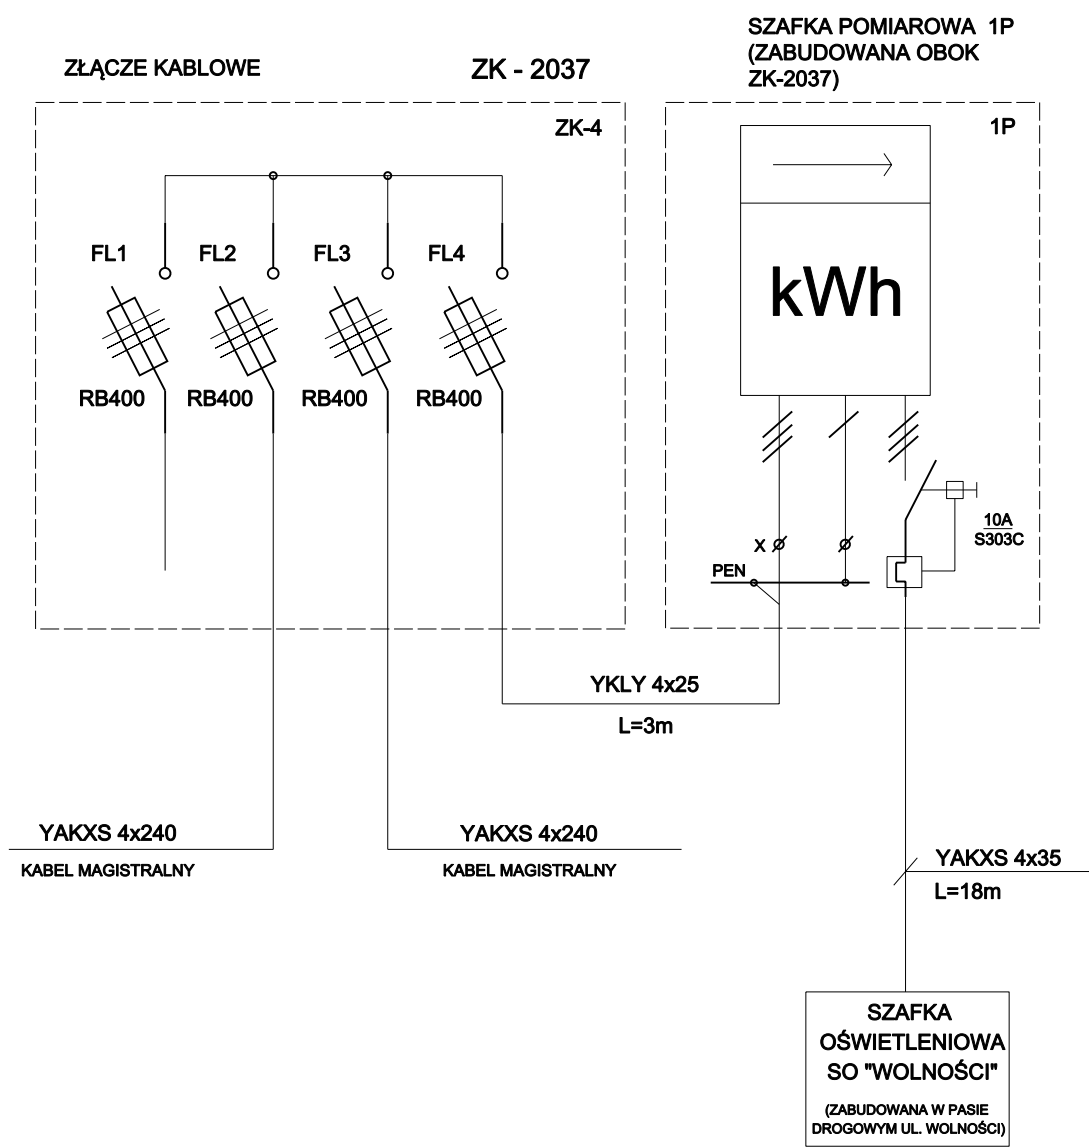 ZŁĄCZE KABLOWE
ZK - 2037
SZAFKA POMIAROWA 1P
(ZABUDOWANA OBOK
ZK-2037)
ZK-4
1P
FL1
FL2
FL3
FL4
kWh
RB400
RB400
RB400
RB400
10A
S303C
X
PEN
YKLY 4x25
L=3m
YAKXS 4x240
KABEL MAGISTRALNY
YAKXS 4x240
KABEL MAGISTRALNY
YAKXS 4x35
L=18m
SZAFKA
OŚWIETLENIOWA
SO "WOLNOŚCI"
(ZABUDOWANA W PASIE
DROGOWYM UL. WOLNOŚCI)